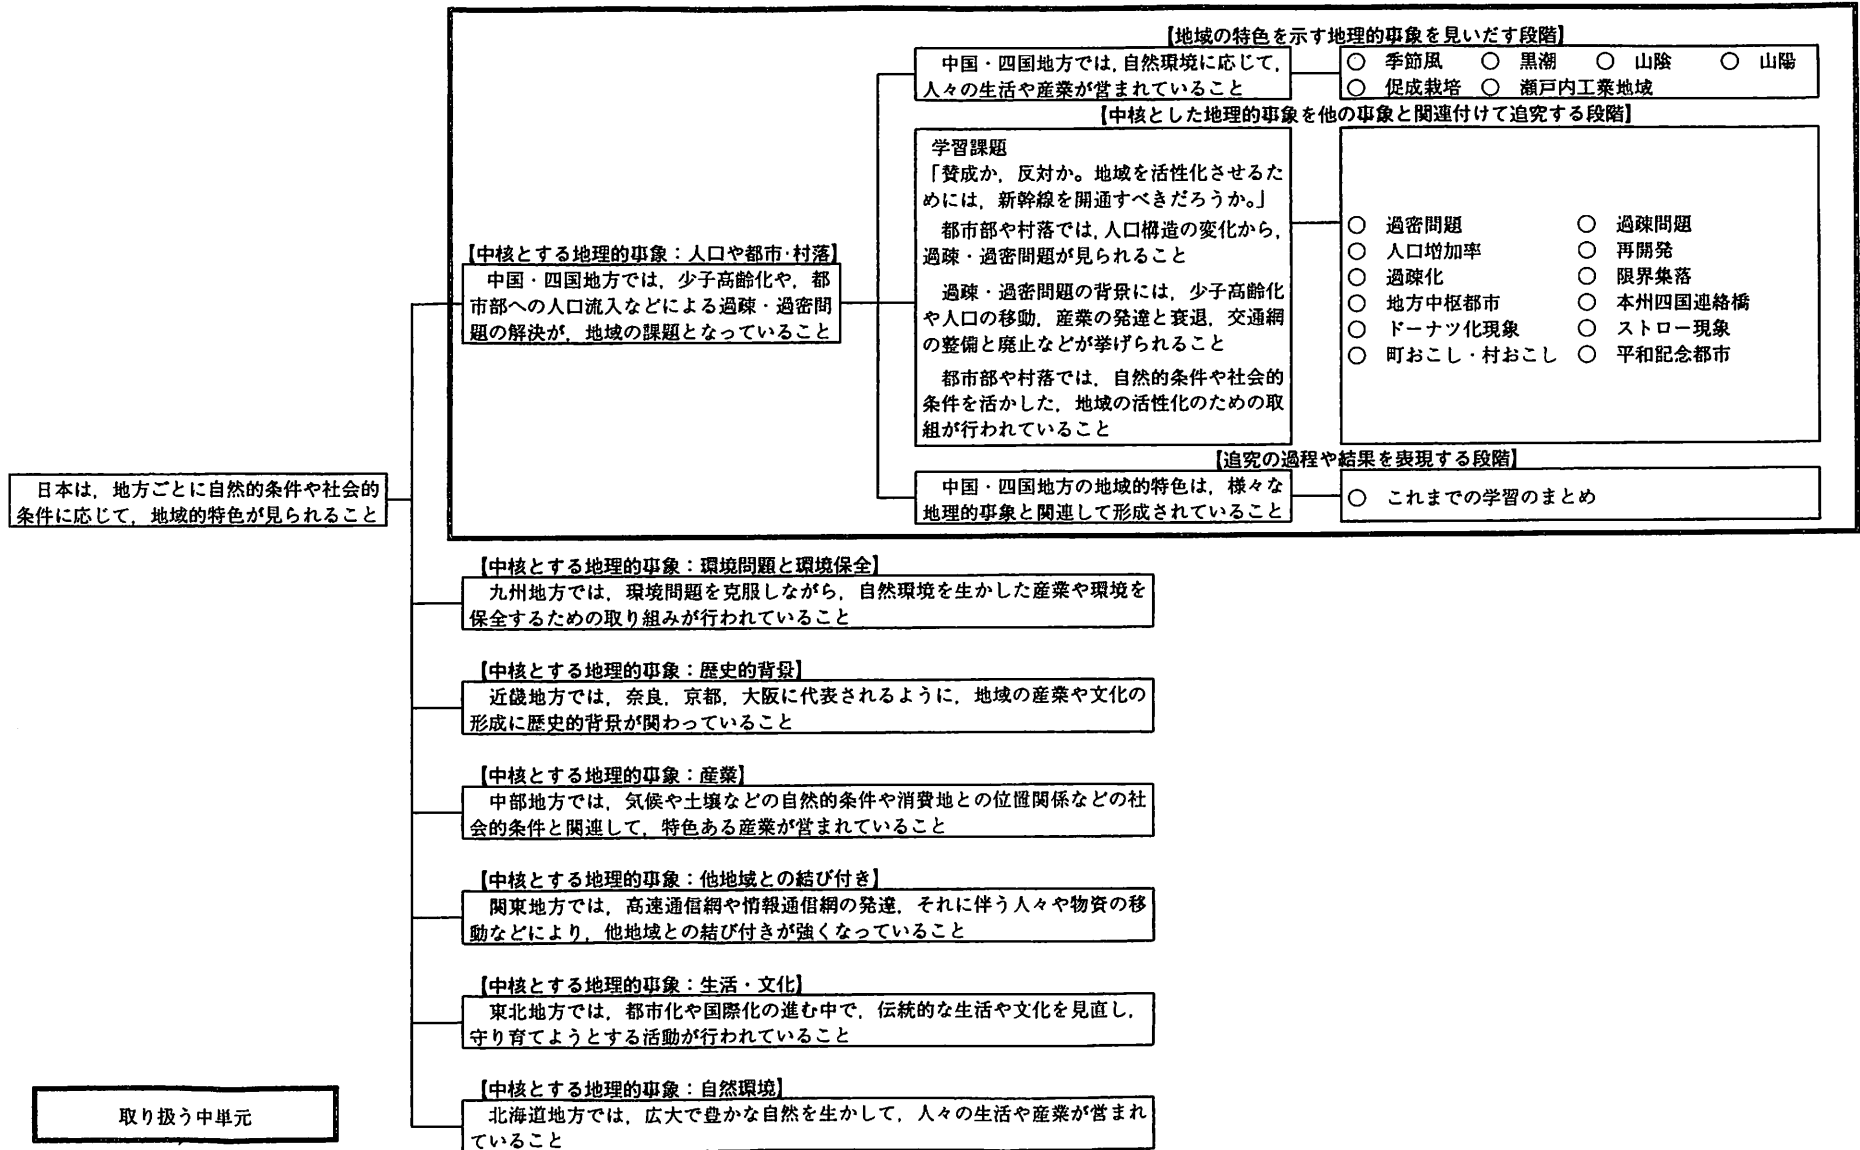 【地域の特色を示す地理的事象を見いだす段階】
中国・四国地方では,自然環境に応じて,
人々の生活や産業が営まれていること
○ 季節風 ○ 黒潮 ○ 山陰 ○ 山陽
○ 促成栽培 ○ 瀬戸内工業地域
【中核とした地理的事象を他の事象と関連付けて追究する段階】
学習課題
「賛成か,反対か。地域を活性化させるた
めには,新幹線を開通すべきだろうか。」
都市部や村落では,人口構造の変化から,
過疎・過密問題が見られること
過疎・過密問題の背景には,少子高齢化
や人口の移動,産業の発達と衰退,交通網
の整備と廃止などが挙げられること
都市部や村落では,自然的条件や社会的
条件を活かした,地域の活性化のための取
組が行われていること
○ 過密問題 ○ 過疎問題
○ 人口増加率 ○ 再開発
○ 過疎化 ○ 限界集落
○ 地方中枢都市 ○ 本州四国連絡橋
○ ドーナツ化現象 ○ ストロー現象
○ 町おこし・村おこし ○ 平和記念都市
【中核とする地理的事象:人口や都市・村落】
中国・四国地方では,少子高齢化や,都
市部への人口流入などによる過疎・過密問
題の解決が,地域の課題となっていること
【追究の過程や結果を表現する段階】
中国・四国地方の地域的特色は,様々な
地理的事象と関連して形成されていること
○ これまでの学習のまとめ
日本は,地方ごとに自然的条件や社会的
条件に応じて,地域的特色が見られること
【中核とする地理的事象:環境問題と環境保全】
九州地方では,環境問題を克服しながら,自然環境を生かした産業や環境を
保全するための取り組みが行われていること
【中核とする地理的事象:歴史的背景】
近畿地方では,奈良,京都,大阪に代表されるように,地域の産業や文化の
形成に歴史的背景が関わっていること
【中核とする地理的事象:産業】
中部地方では,気候や土壌などの自然的条件や消費地との位置関係などの社
会的条件と関連して,特色ある産業が営まれていること
【中核とする地理的事象:他地域との結び付き】
関東地方では,高速通信網や情報通信網の発達,それに伴う人々や物資の移
動などにより,他地域との結び付きが強くなっていること
【中核とする地理的事象:生活・文化】
東北地方では,都市化や国際化の進む中で,伝統的な生活や文化を見直し,
守り育てようとする活動が行われていること
【中核とする地理的事象:自然環境】
北海道地方では,広大で豊かな自然を生かして,人々の生活や産業が営まれ
ていること
取り扱う中単元